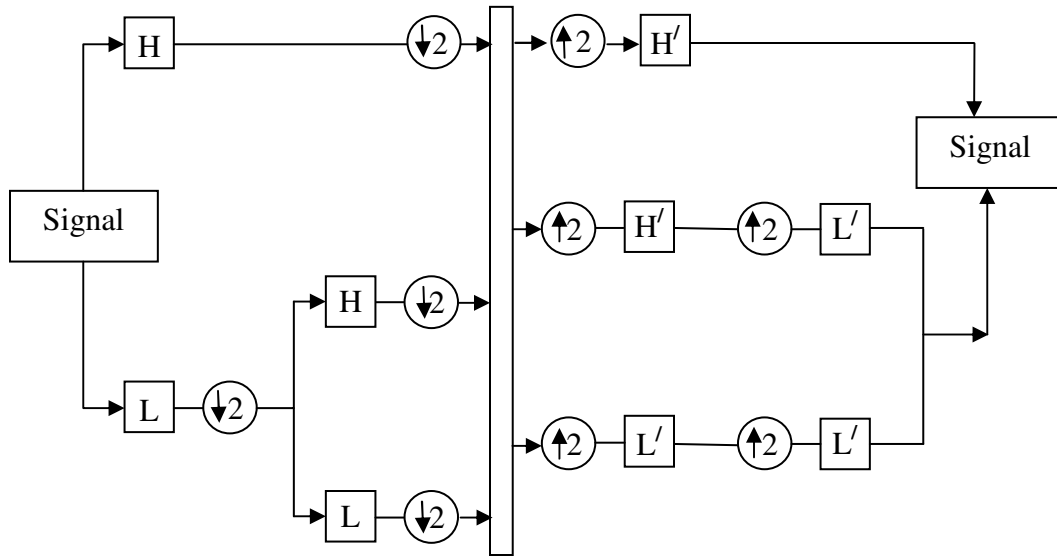 H ↓2 ↑2 H′
Signal
Signal
↑2 H′ ↑2 L′
H ↓2
L ↓2
↑2 L′ ↑2 L′
L ↓2